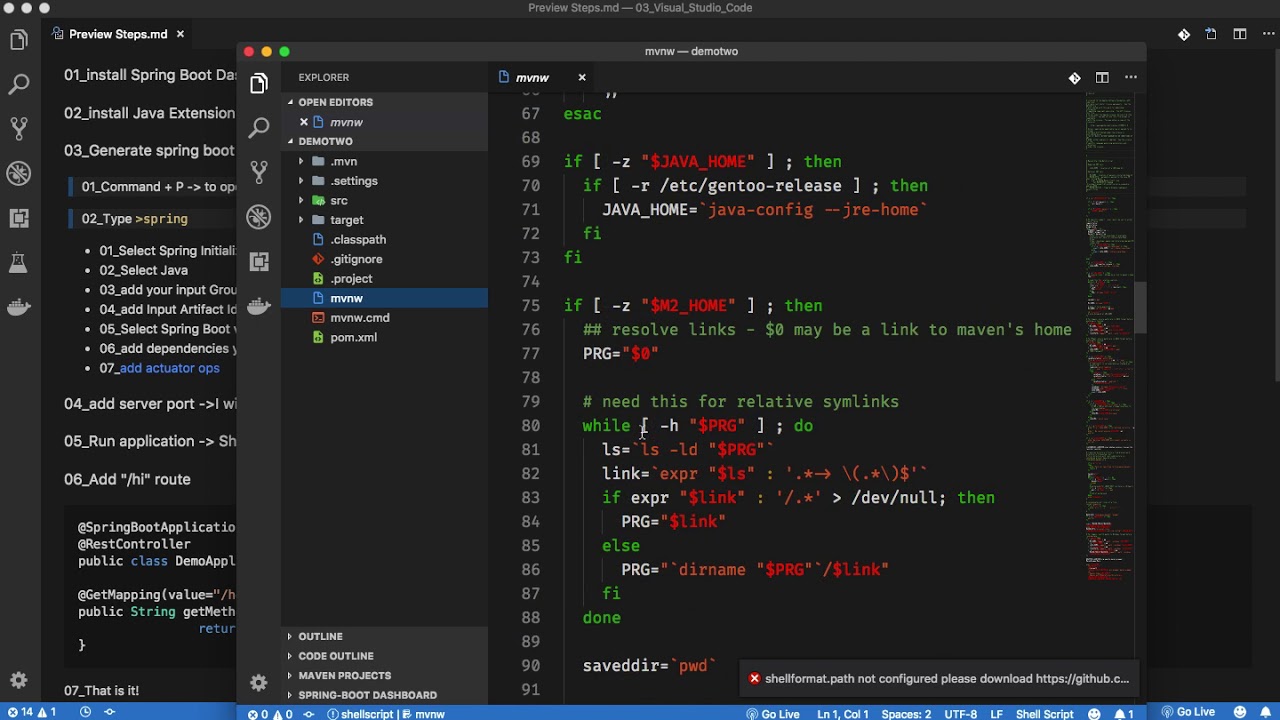 Preview Steps.md — 03_Visual_Studio_Code
Preview Steps.md
01_install Spring Boot Das
02_install Java Extension
03_Generate spring boot
01_Command + P -> to ope
02_Type >spring
01_Select Spring Initializ
02_Select Java
03_add your input Grou
04_add Input Artifact Id
05_Select Spring Boot v
06_add dependencies y
07_add actuator ops
04_add server port ->I wi
05_Run application -> Sh
06_Add "/hi" route
@SpringBootApplication
@RestController
public class DemoAppl
@GetMapping(value="/h
public String getMeth
retur
}
07_That is it!
14 1
Go Live
mvnw — demotwo
EXPLORER
OPEN EDITORS
mvnw
DEMOTWO
.mvn
.settings
src
target
.classpath
.gitignore
.project
mvnw
mvnw.cmd
pom.xml
OUTLINE
CODE OUTLINE
MAVEN PROJECTS
SPRING-BOOT DASHBOARD
mvnw
66 ;;
67 esac
68
69 if [ -z "$JAVA_HOME" ] ; then
70 if [ -r /etc/gentoo-release ] ; then
71 JAVA_HOME=`java-config --jre-home`
72 fi
73 fi
74
75 if [ -z "$M2_HOME" ] ; then
76 ## resolve links - $0 may be a link to maven's home
77 PRG="$0"
78
79 # need this for relative symlinks
80 while [ -h "$PRG" ] ; do
81 ls=`ls -ld "$PRG"`
82 link=`expr "$ls" : '.*-> \(.*\)$'`
83 if expr "$link" : '/.*' > /dev/null; then
84 PRG="$link"
85 else
86 PRG="`dirname "$PRG"`/$link"
87 fi
88 done
89
90 saveddir=`pwd`
91
shellformat.path not configured please download https://github.c...
0 0 shellscript | mvnw Go Live Ln 1, Col 1 Spaces: 2 UTF-8 LF Shell Script 1